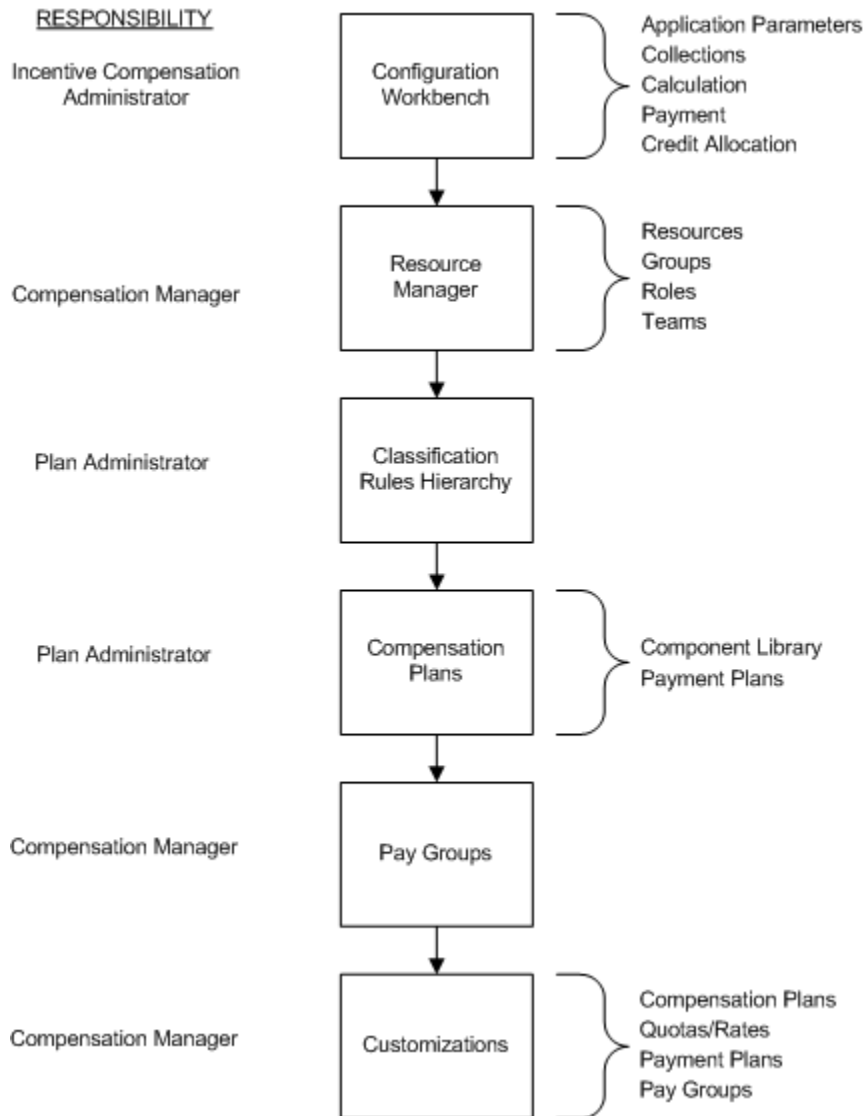 RESPONSIBILITY
Incentive Compensation
Administrator
Configuration
Workbench
Application Parameters
Collections
Calculation
Payment
Credit Allocation
Compensation Manager
Resource
Manager
Resources
Groups
Roles
Teams
Plan Administrator
Classification
Rules Hierarchy
Plan Administrator
Compensation
Plans
Component Library
Payment Plans
Compensation Manager
Pay Groups
Compensation Manager
Customizations
Compensation Plans
Quotas/Rates
Payment Plans
Pay Groups